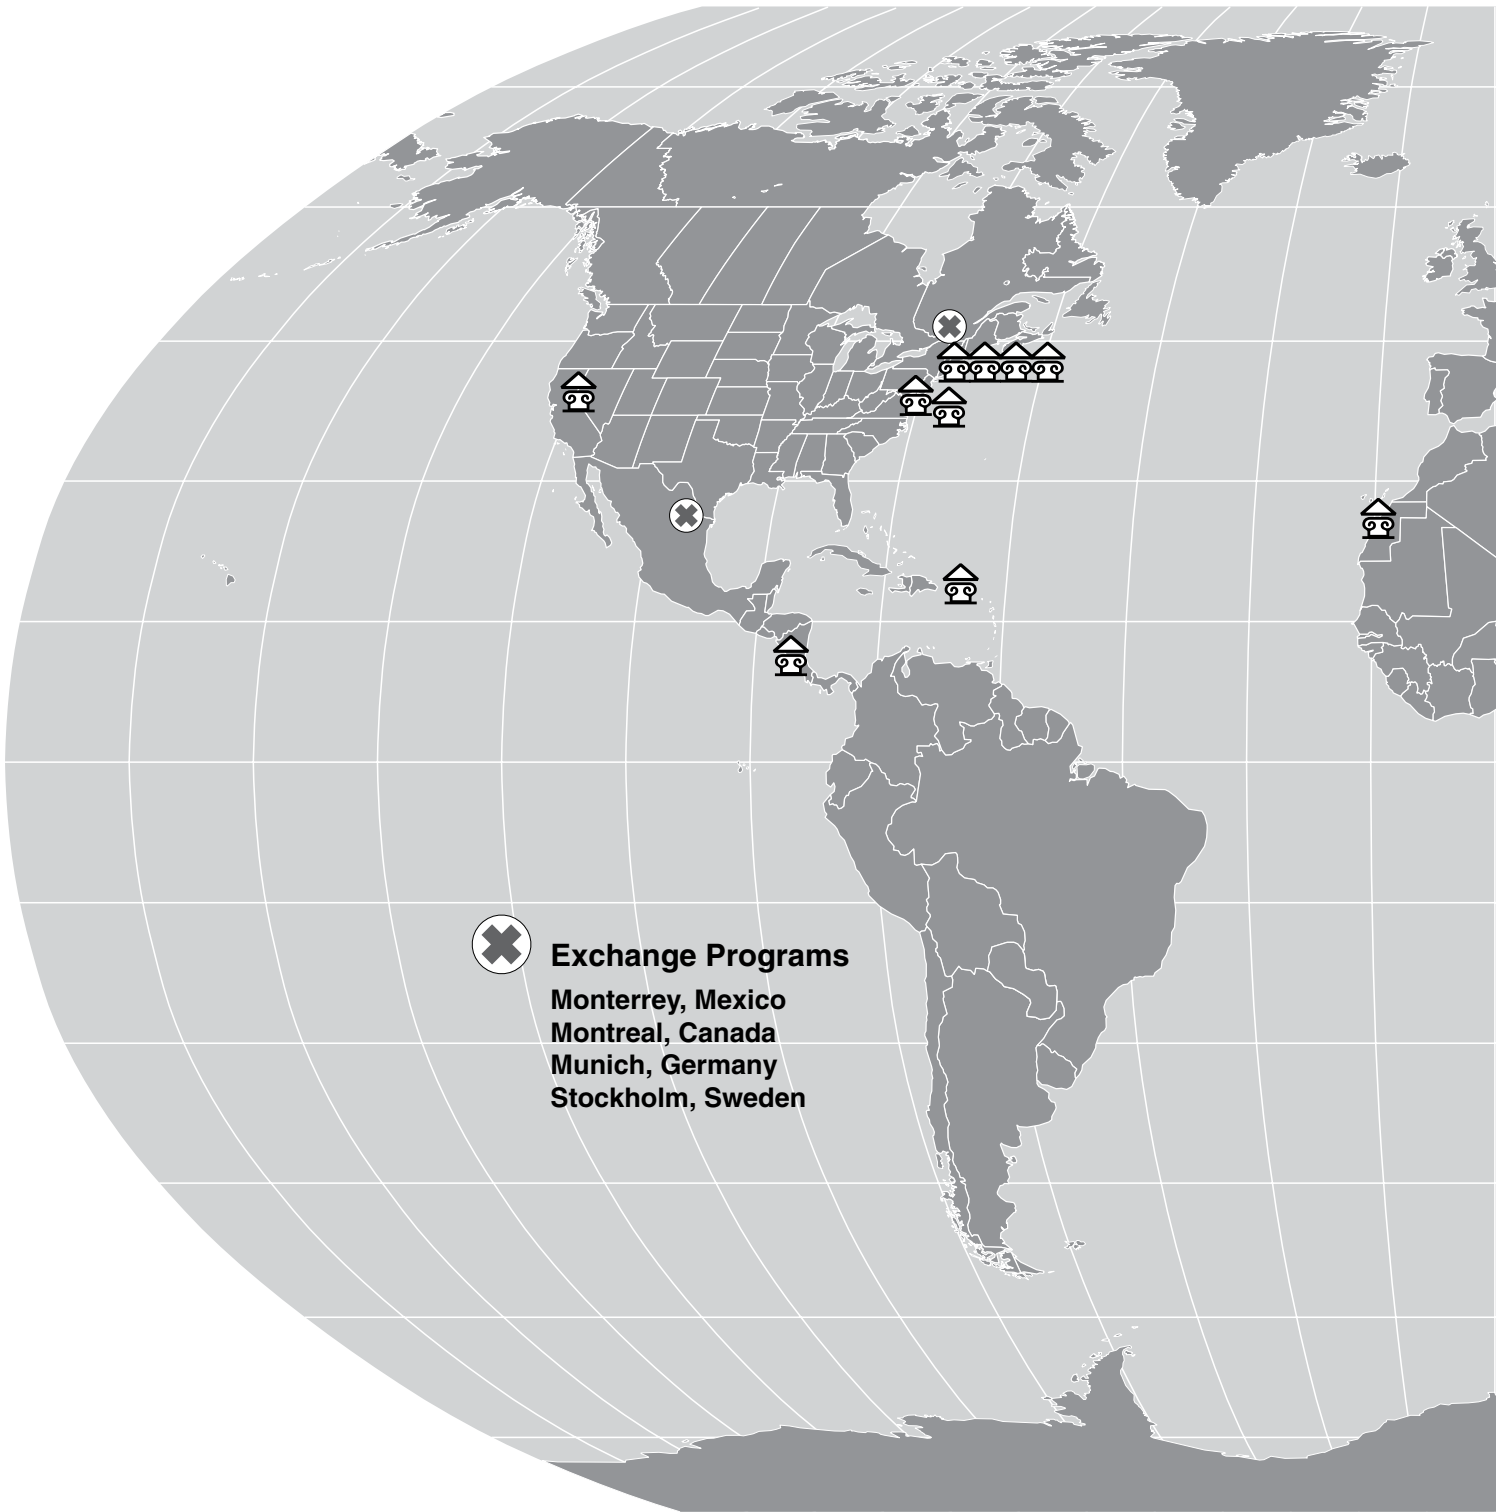 Exchange Programs
Monterrey, Mexico
Montreal, Canada
Munich, Germany
Stockholm, Sweden